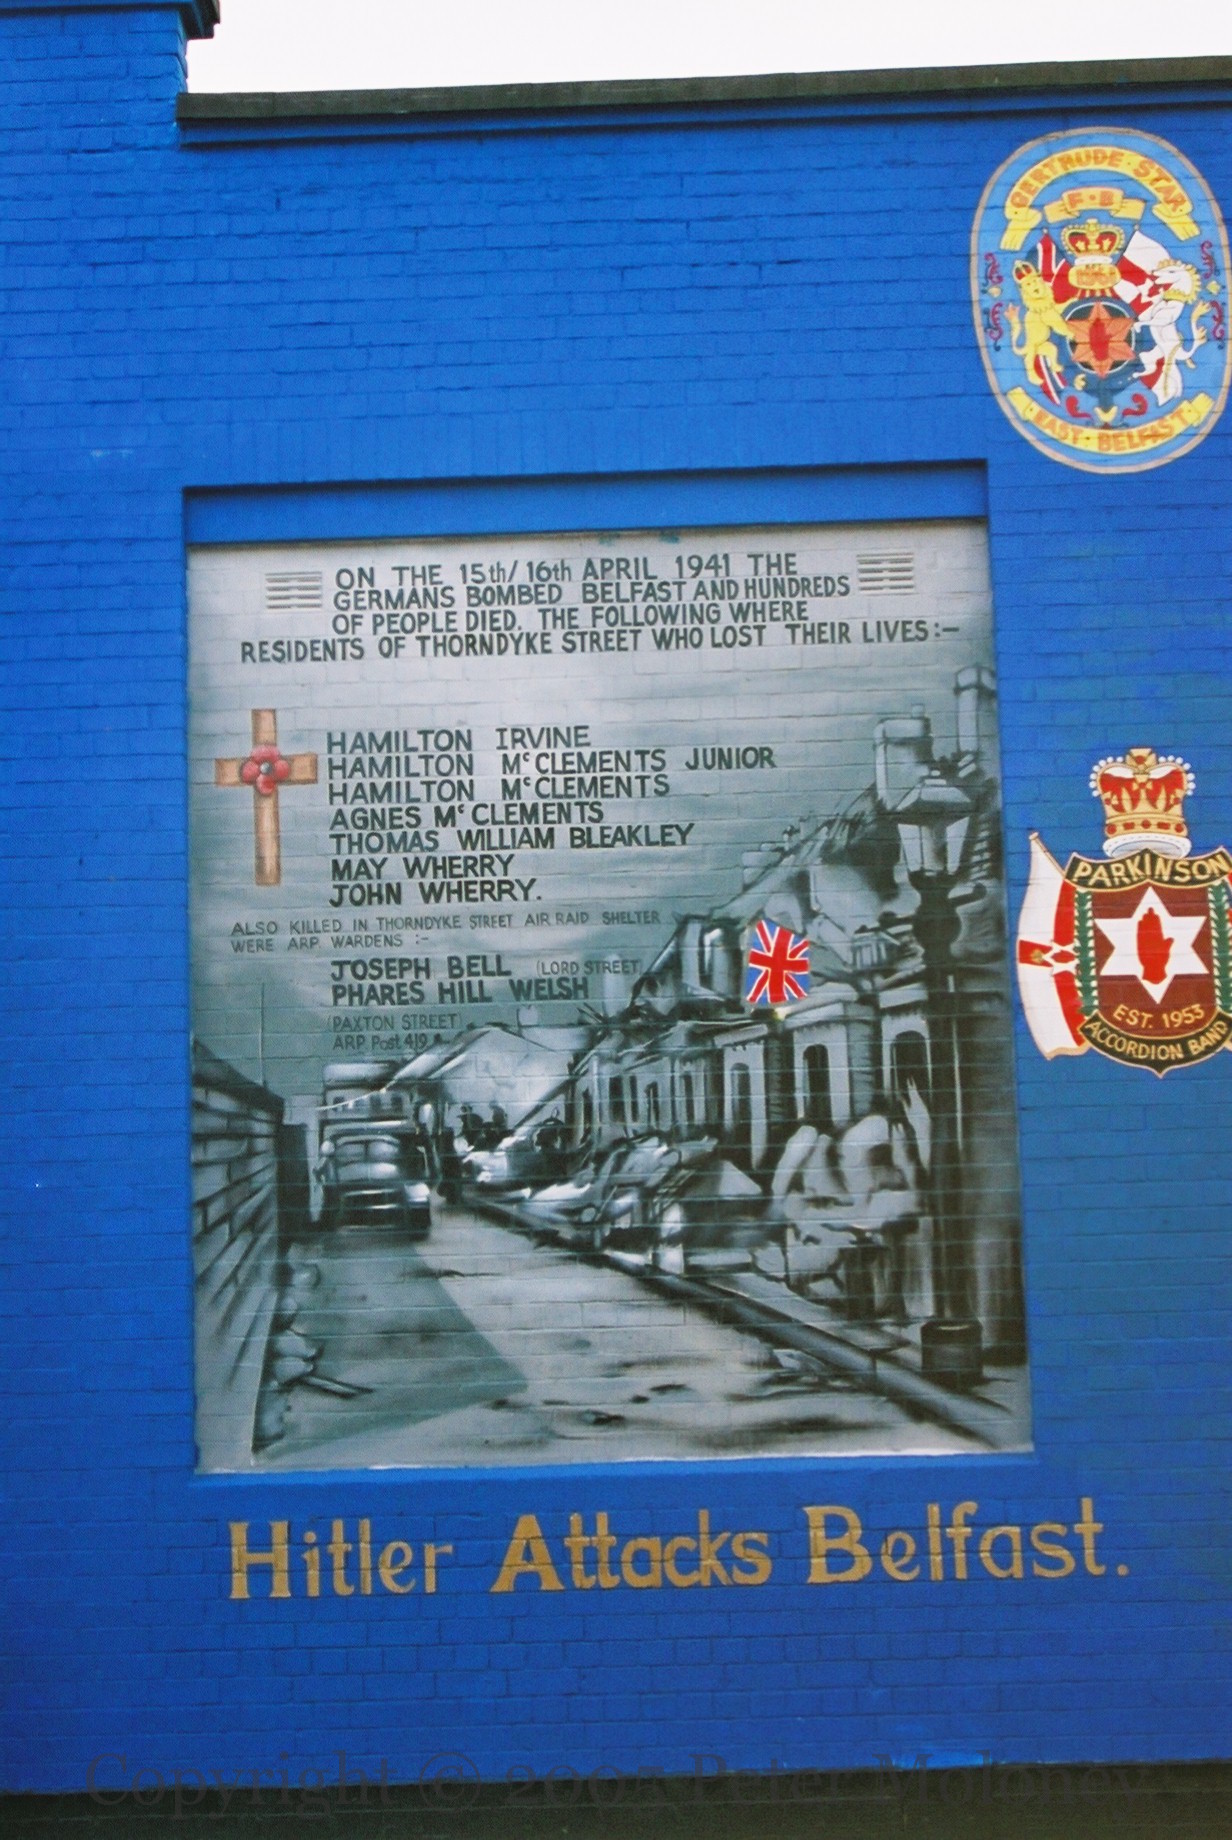 GERTRUDE · STAR
F · B
EAST · BELFAST
ON THE 15th/16th APRIL 1941 THE
GERMANS BOMBED BELFAST AND HUNDREDS
OF PEOPLE DIED. THE FOLLOWING WHERE
RESIDENTS OF THORNDYKE STREET WHO LOST THEIR LIVES:–
HAMILTON IRVINE
HAMILTON McCLEMENTS JUNIOR
HAMILTON McCLEMENTS
AGNES McCLEMENTS
THOMAS WILLIAM BLEAKLEY
MAY WHERRY
JOHN WHERRY.
ALSO KILLED IN THORNDYKE STREET AIR RAID SHELTER
WERE ARP. WARDENS :–
JOSEPH BELL (LORD STREET)
PHARES HILL WELSH
(PAXTON STREET)
ARP. Post 419
PARKINSON
EST. 1953
ACCORDION BAND
Hitler Attacks Belfast.
Copyright © 2005 Peter Moloney